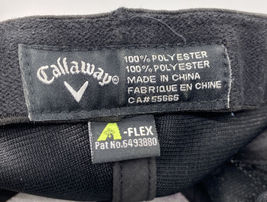 Callaway®
100% POLYESTER
100% POLYESTER
MADE IN CHINA
FABRIQUE EN CHINE
CA#55665
A-FLEX
Pat No.6493880